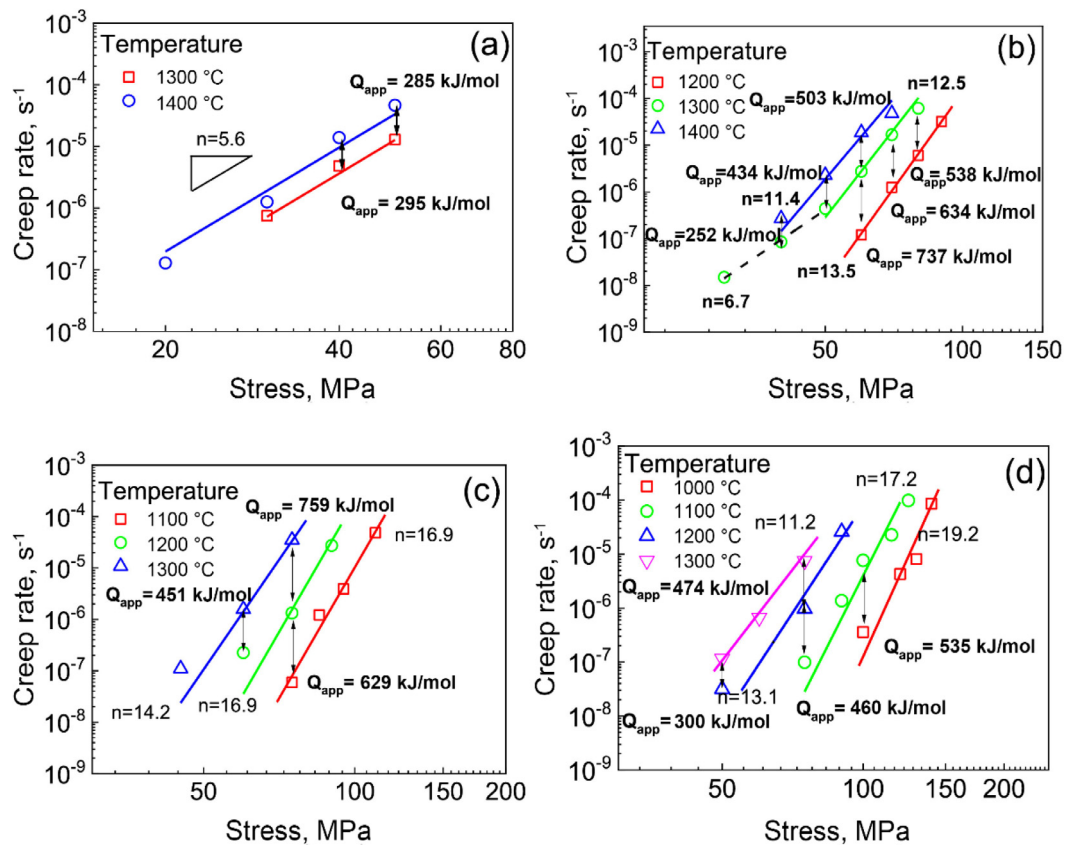 (a)
Creep rate, s⁻¹
10⁻³
10⁻⁴
10⁻⁵
10⁻⁶
10⁻⁷
10⁻⁸
Temperature
1300 °C
1400 °C
n=5.6
Qapp= 285 kJ/mol
Qapp= 295 kJ/mol
20 40 60 80
Stress, MPa
(b)
Creep rate, s⁻¹
10⁻²
10⁻³
10⁻⁴
10⁻⁵
10⁻⁶
10⁻⁷
10⁻⁸
10⁻⁹
Temperature
1200 °C
1300 °C
1400 °C
n=12.5
Qapp=503 kJ/mol
Qapp=434 kJ/mol
n=11.4
Qapp=538 kJ/mol
Qapp= 634 kJ/mol
Qapp=252 kJ/mol
Qapp= 737 kJ/mol
n=13.5
n=6.7
50 100 150
Stress, MPa
(c)
Creep rate, s⁻¹
10⁻³
10⁻⁴
10⁻⁵
10⁻⁶
10⁻⁷
10⁻⁸
10⁻⁹
Temperature
1100 °C
1200 °C
1300 °C
Qapp= 759 kJ/mol
n=16.9
Qapp=451 kJ/mol
Qapp= 629 kJ/mol
n=14.2
n=16.9
50 100 150 200
Stress, MPa
(d)
Creep rate, s⁻¹
10⁻³
10⁻⁴
10⁻⁵
10⁻⁶
10⁻⁷
10⁻⁸
10⁻⁹
Temperature
1000 °C
1100 °C
1200 °C
1300 °C
n=17.2
n=11.2
n=19.2
Qapp= 474 kJ/mol
Qapp= 535 kJ/mol
n=13.1
Qapp= 460 kJ/mol
Qapp= 300 kJ/mol
50 100 150 200
Stress, MPa